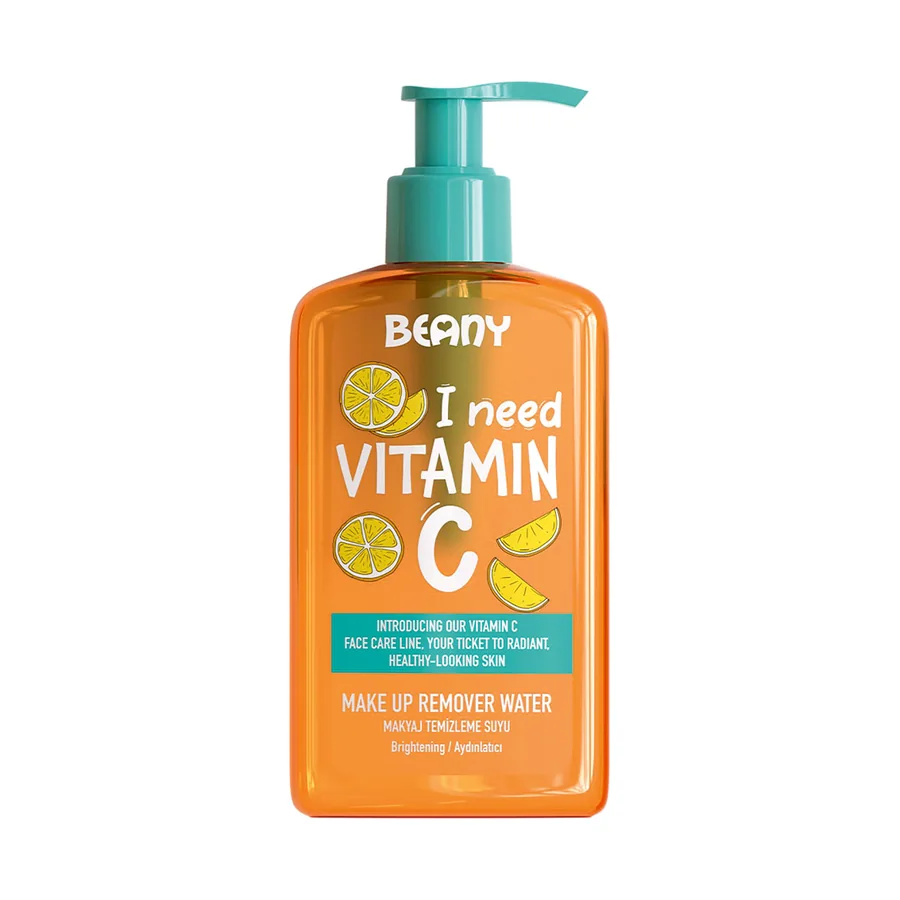 BEANY
I need
VITAMIN
C
INTRODUCING OUR VITAMIN C
FACE CARE LINE, YOUR TICKET TO RADIANT,
HEALTHY-LOOKING SKIN
MAKE UP REMOVER WATER
MAKYAJ TEMİZLEME SUYU
Brightening / Aydınlatıcı